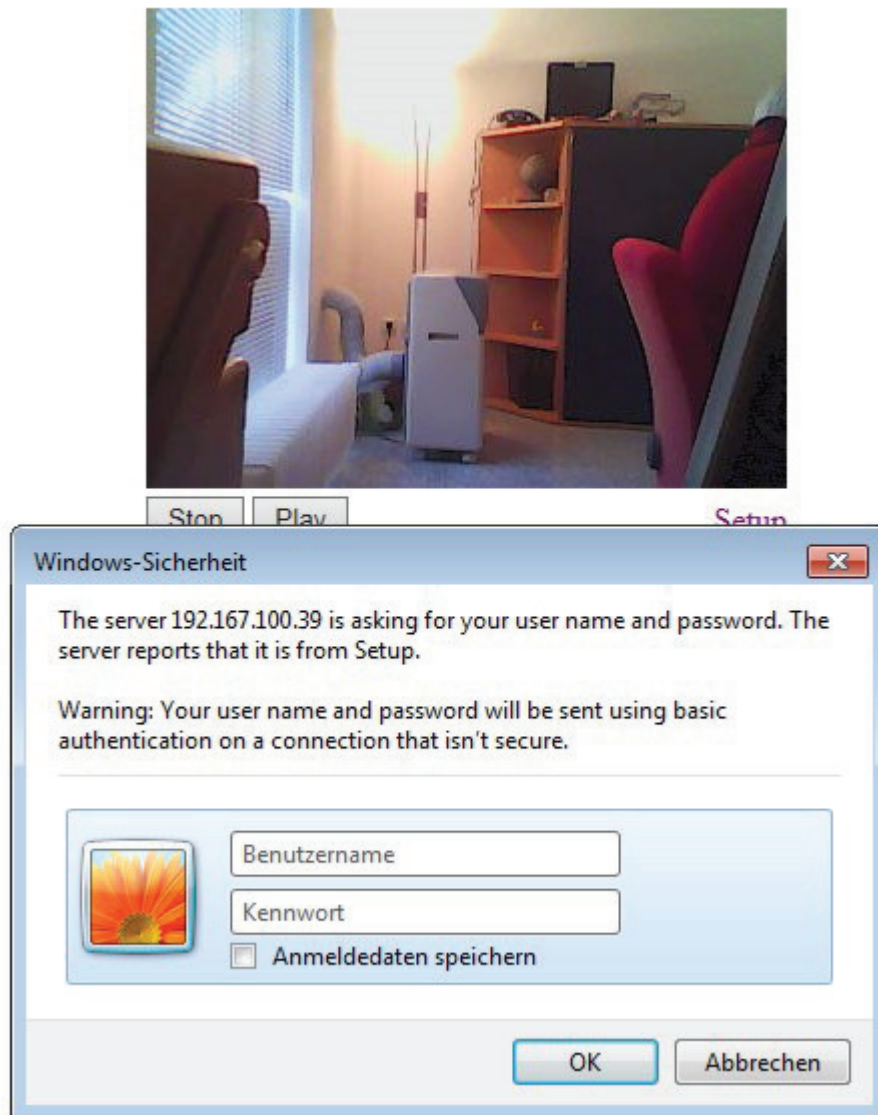 Stop Play Setup
Windows-Sicherheit
The server 192.167.100.39 is asking for your user name and password. The
server reports that it is from Setup.
Warning: Your user name and password will be sent using basic
authentication on a connection that isn't secure.
Benutzername
Kennwort
Anmeldedaten speichern
OK Abbrechen